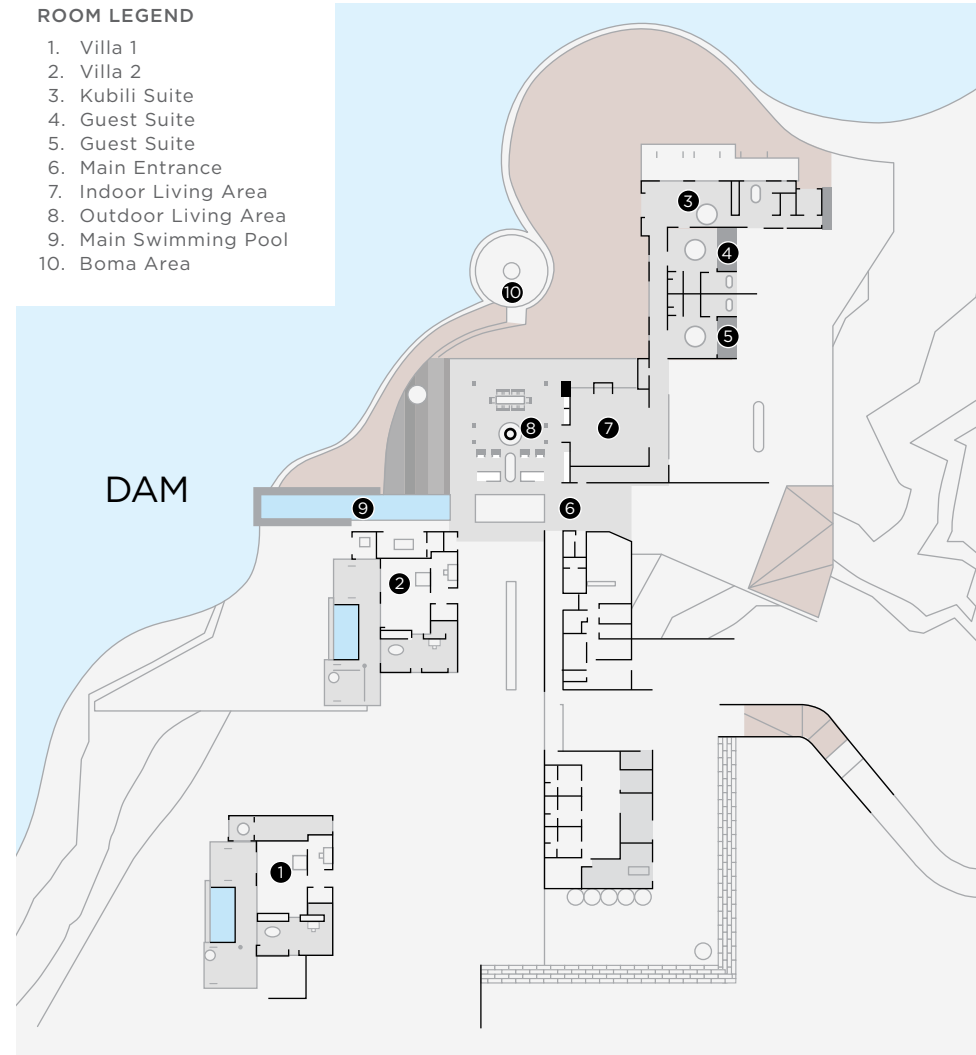 ROOM LEGEND
1. Villa 1
2. Villa 2
3. Kubili Suite
4. Guest Suite
5. Guest Suite
6. Main Entrance
7. Indoor Living Area
8. Outdoor Living Area
9. Main Swimming Pool
10. Boma Area
3
4
10
5
8
7
DAM
9
6
2
1